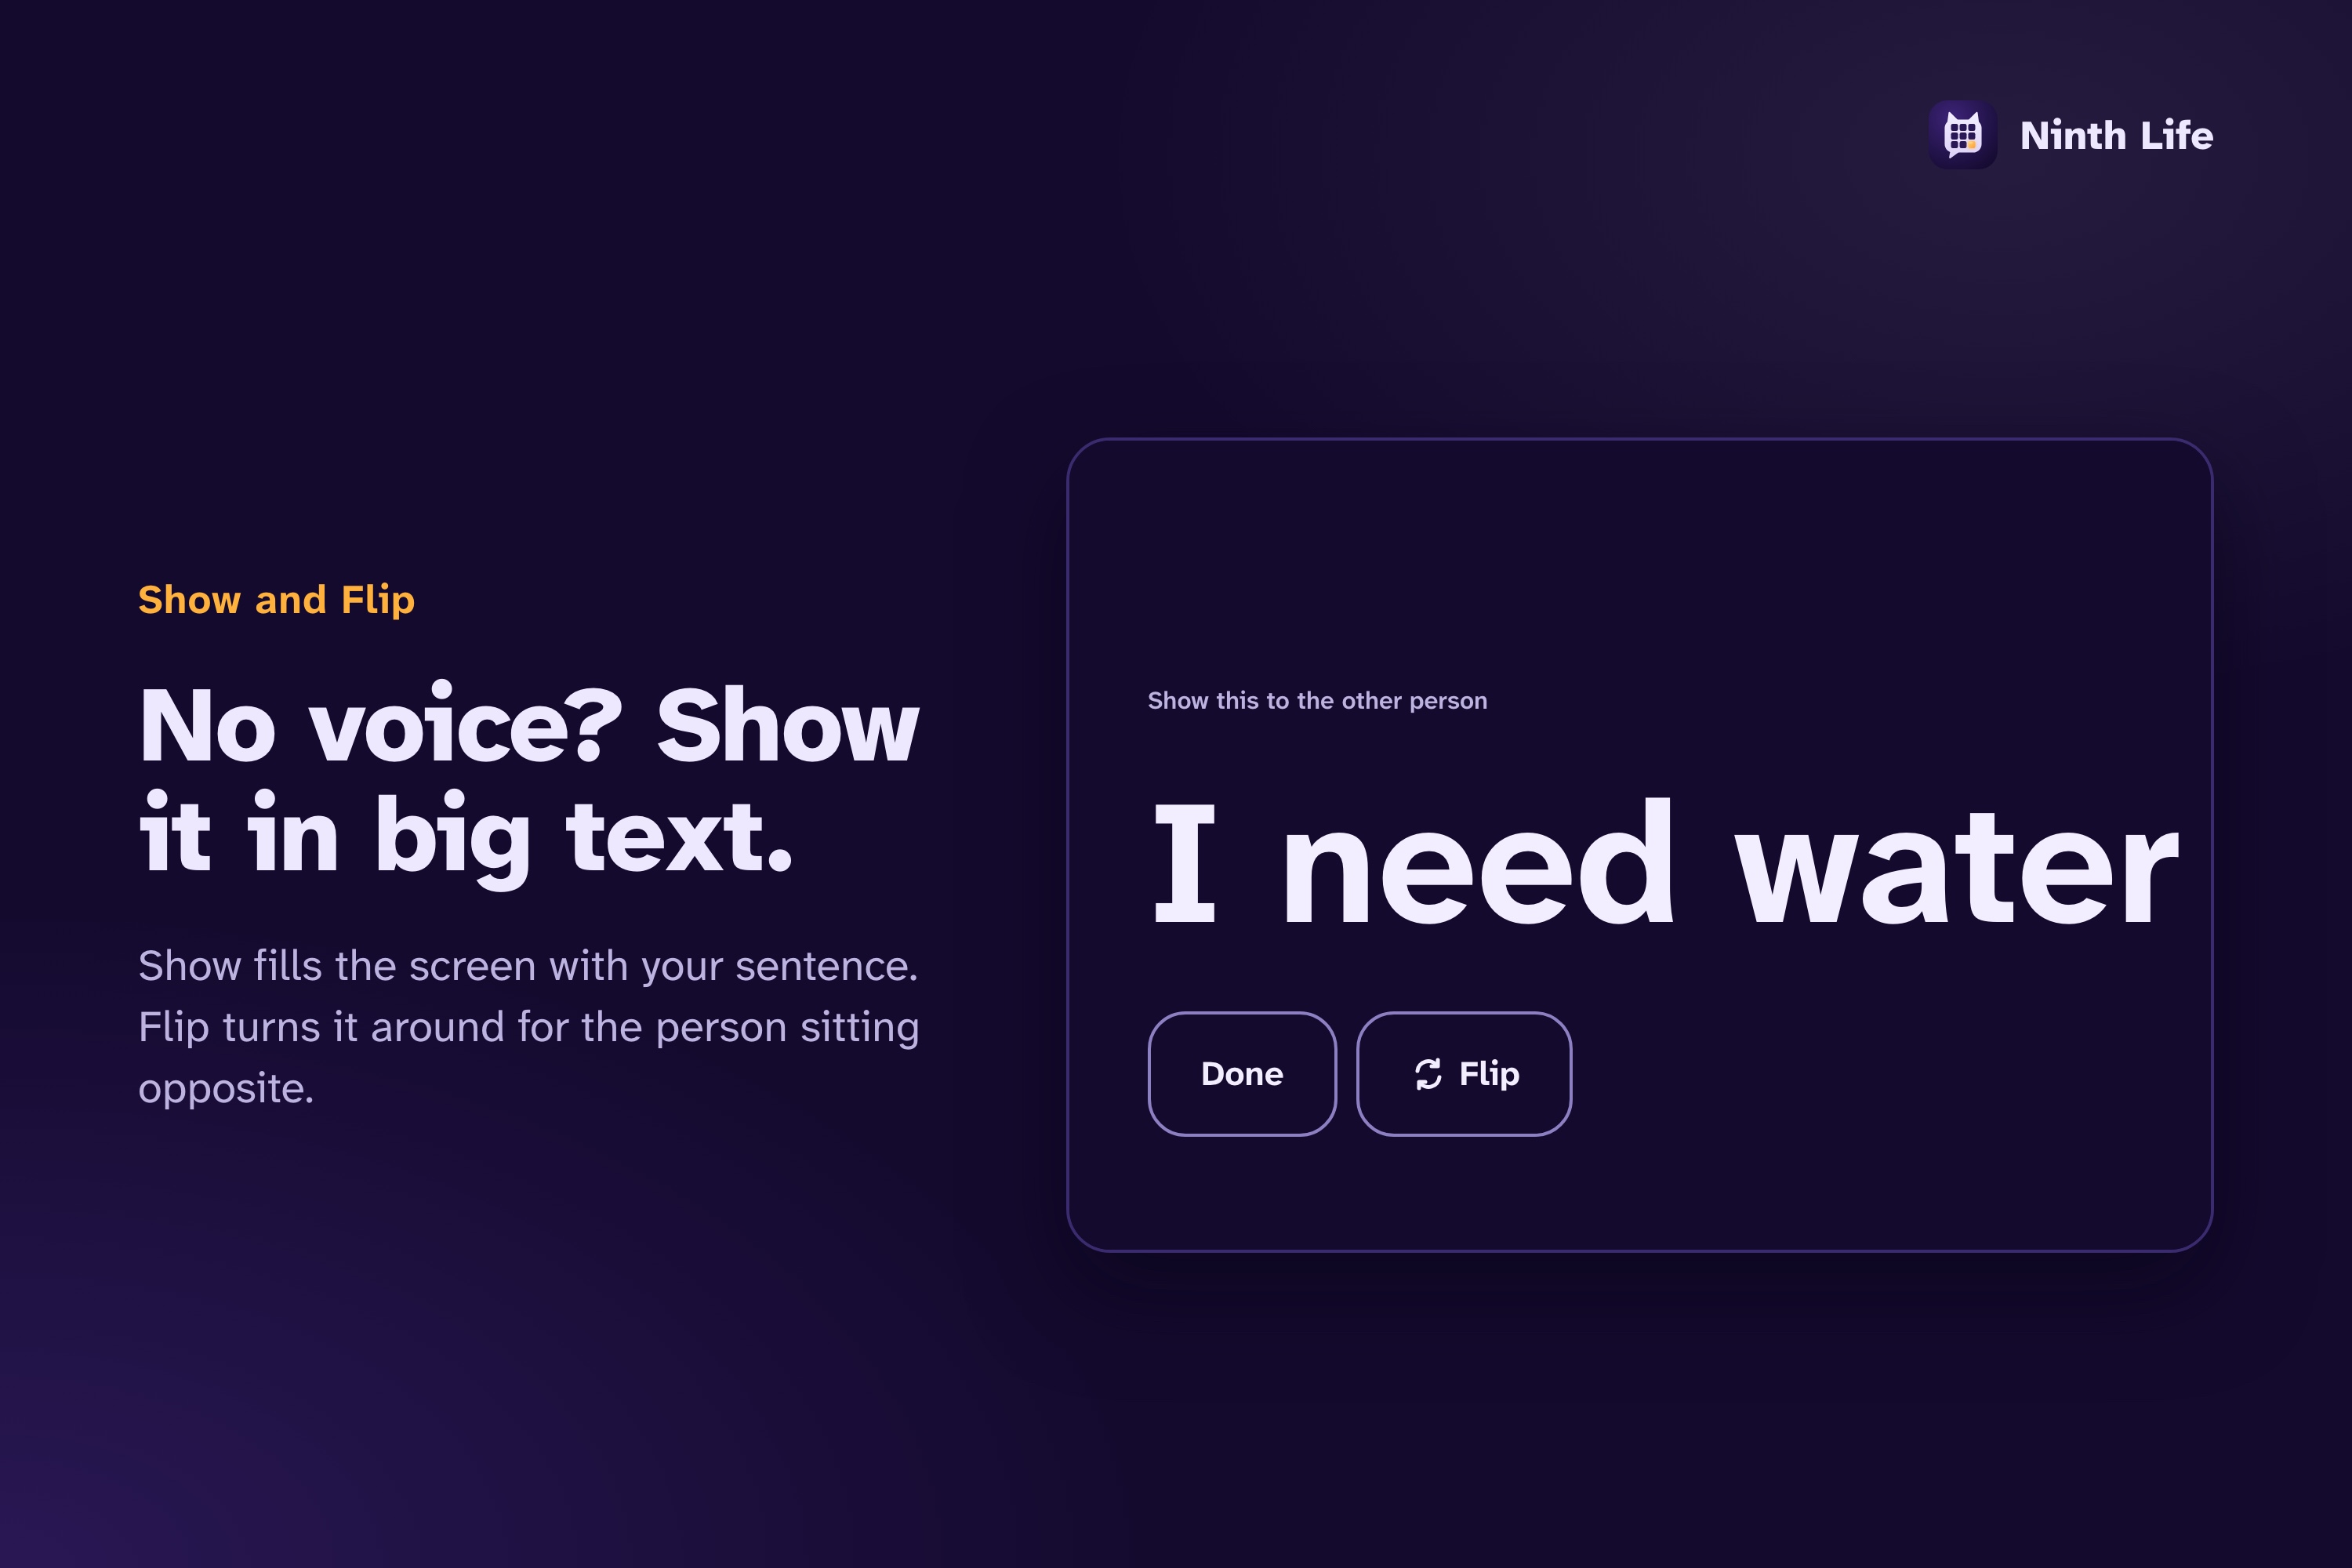 Ninth Life
Show and Flip
No voice? Show
it in big text.
Show fills the screen with your sentence.
Flip turns it around for the person sitting
opposite.
Show this to the other person
I need water
Done
Flip